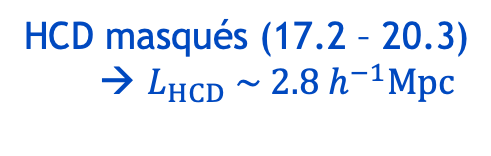 HCD masqués (17.2 - 20.3)
→ L_HCD ~ 2.8 h⁻¹Mpc